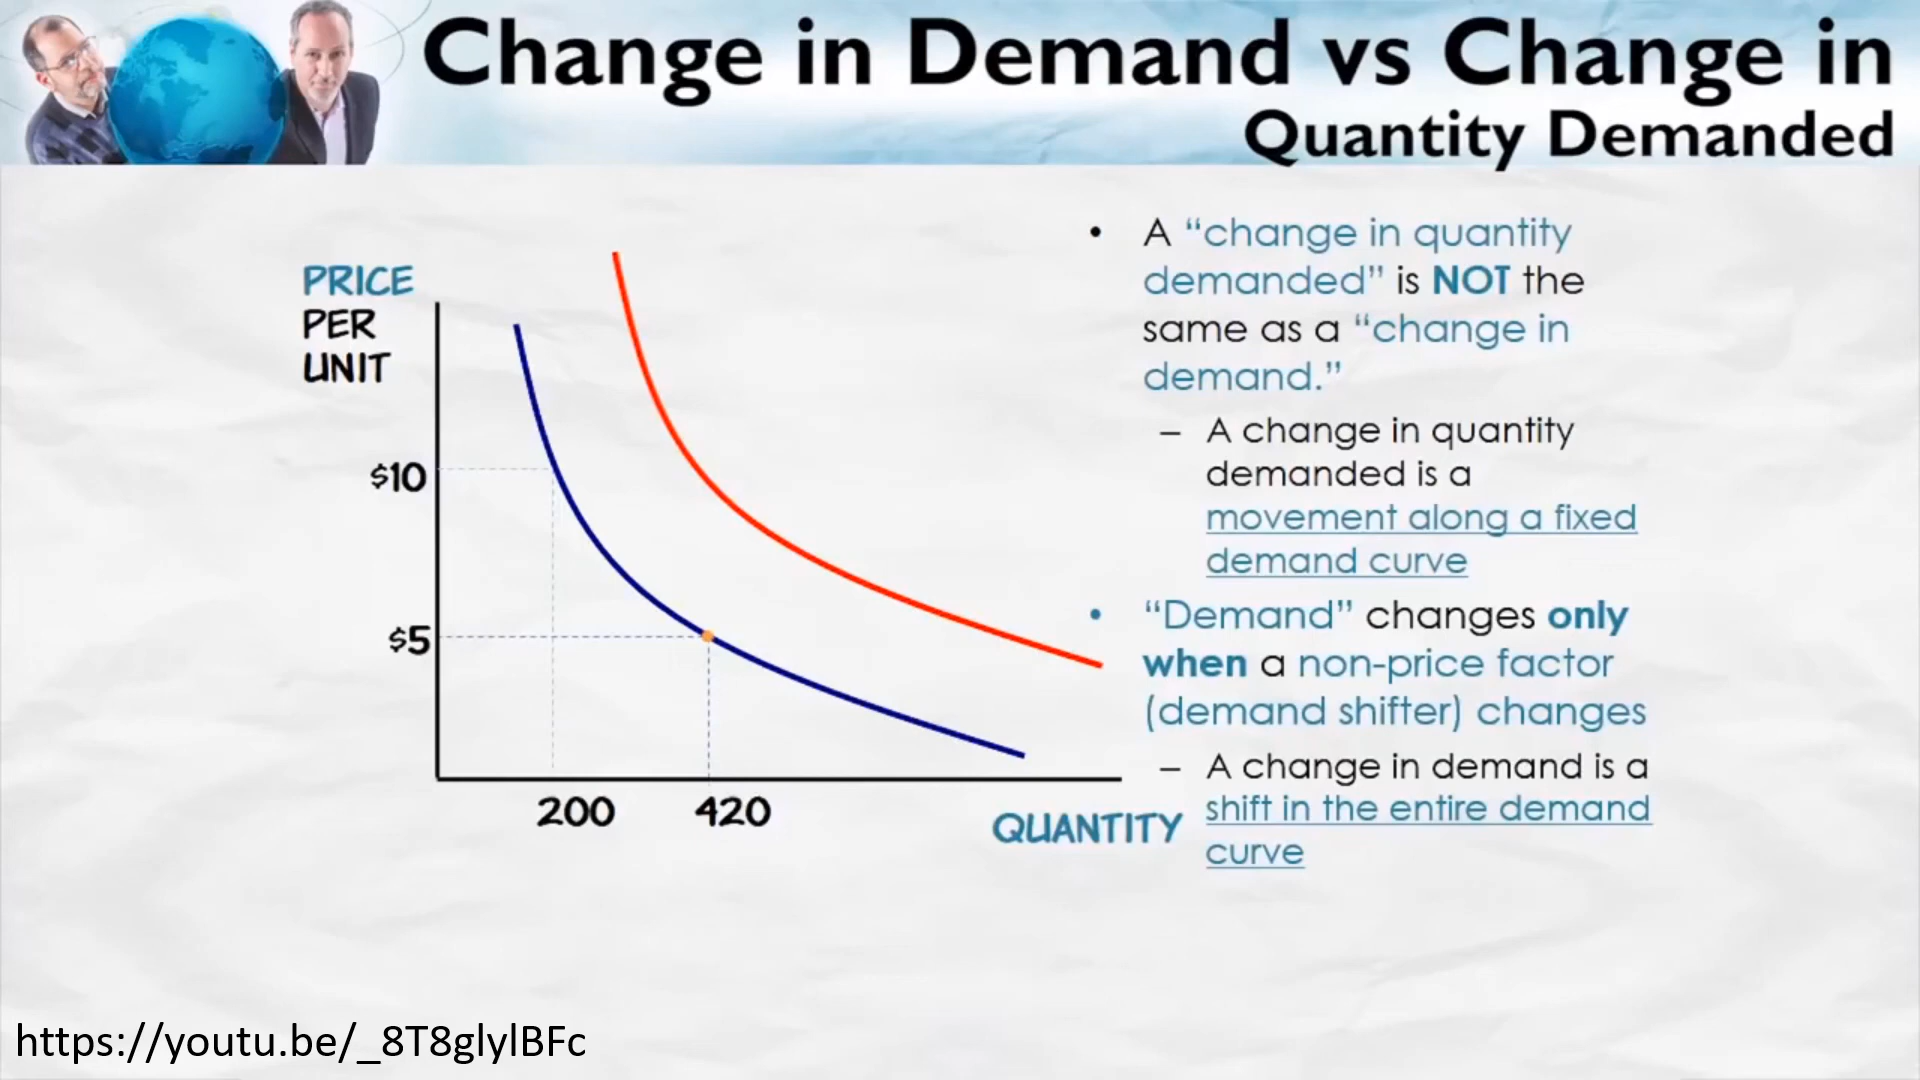 Change in Demand vs Change in
Quantity Demanded
PRICE
PER
UNIT
$10
$5
200
420
QUANTITY
• A “change in quantity
demanded” is NOT the
same as a “change in
demand.”
– A change in quantity
demanded is a
movement along a fixed
demand curve
• “Demand” changes only
when a non-price factor
(demand shifter) changes
– A change in demand is a
shift in the entire demand
curve
https://youtu.be/_8T8glylBFc